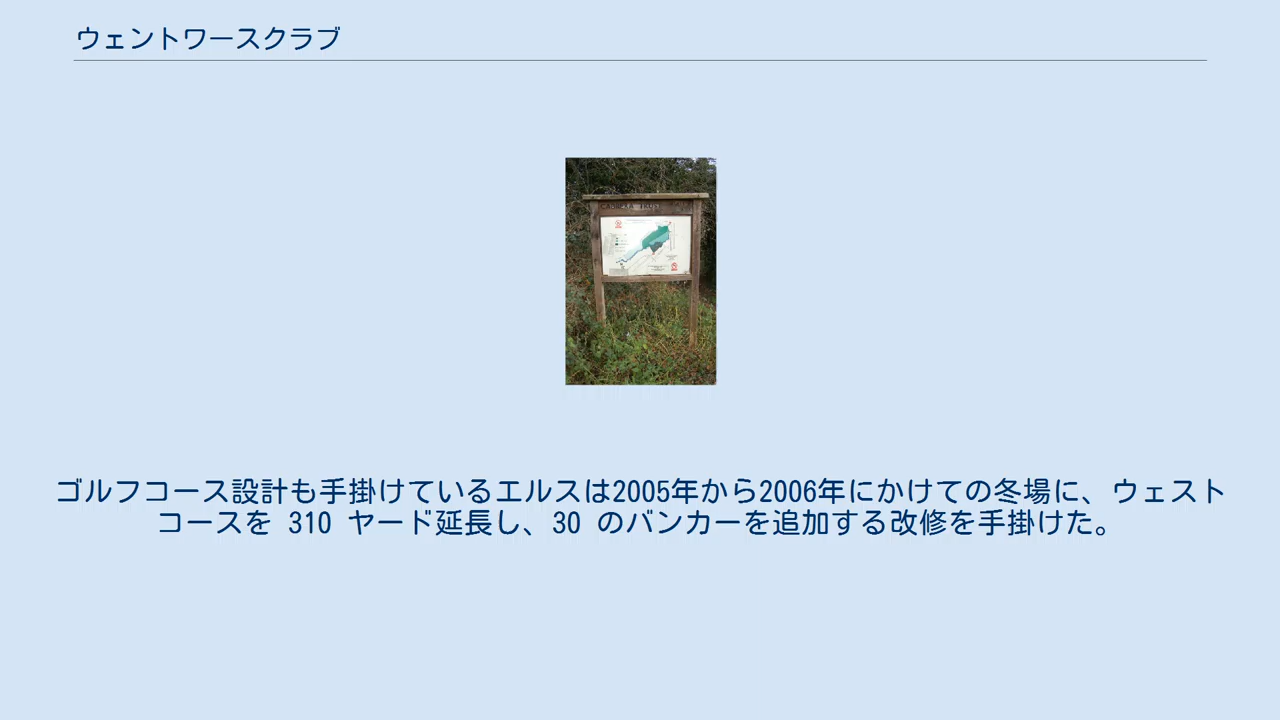 ウェントワースクラブ
ゴルフコース設計も手掛けているエルスは2005年から2006年にかけての冬場に、ウェスト
コースを 310 ヤード延長し、30 のバンカーを追加する改修を手掛けた。